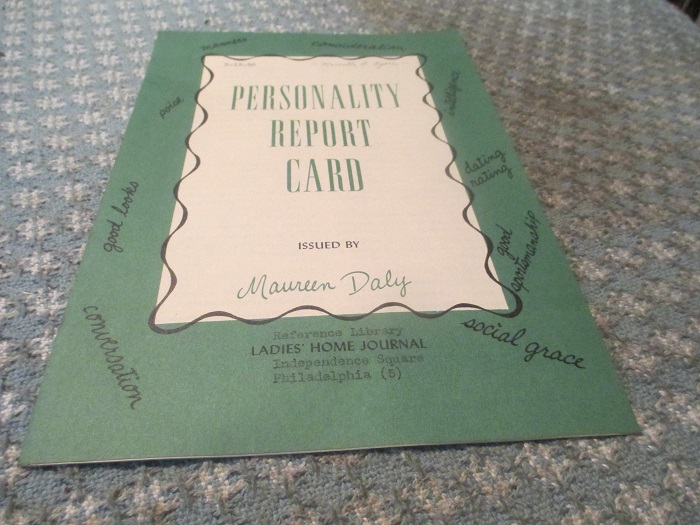 manners
consideration
poise
intelligence
PERSONALITY
REPORT
CARD
dating
rating
good looks
good
sportsmanship
ISSUED BY
Maureen Daly
conversation
social grace
Reference Library
LADIES' HOME JOURNAL
Independence Square
Philadelphia (5)